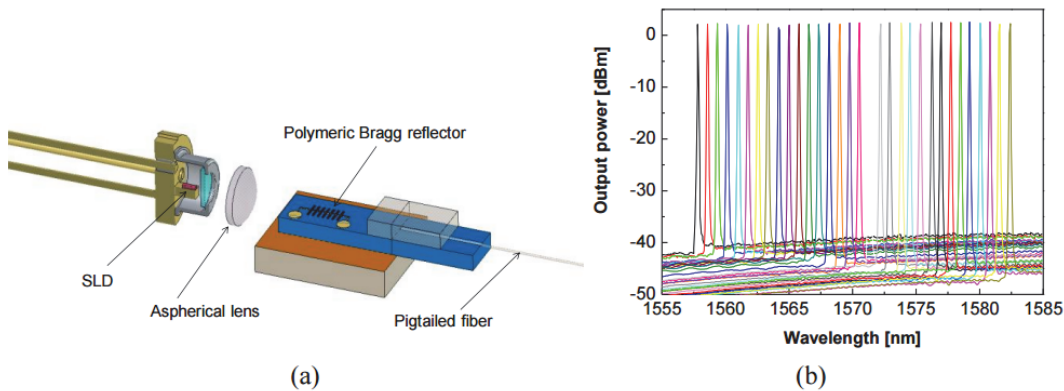 Polymeric Bragg reflector
SLD
Aspherical lens
Pigtailed fiber
(a)
Output power [dBm]
0
-10
-20
-30
-40
-50
1555 1560 1565 1570 1575 1580 1585
Wavelength [nm]
(b)